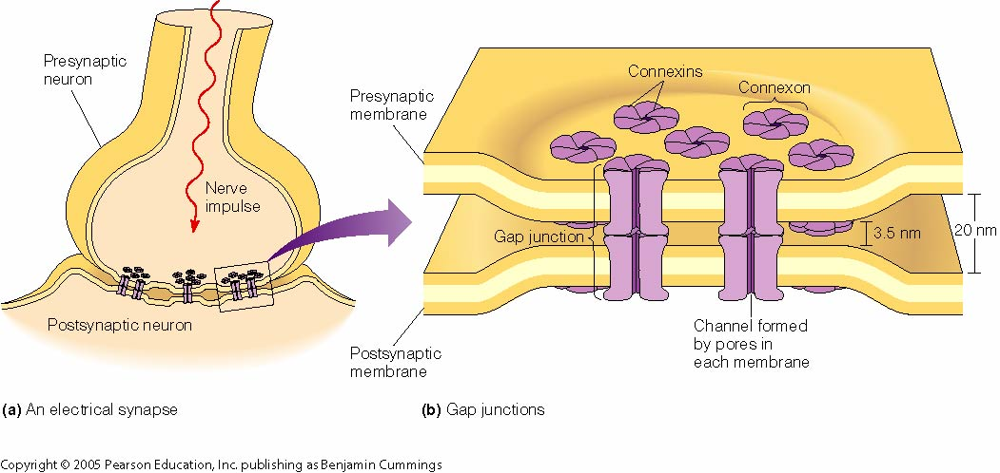 Presynaptic
neuron
Nerve
impulse
Postsynaptic neuron
(a) An electrical synapse
Connexins
Connexon
Presynaptic
membrane
Gap junction
3.5 nm
20 nm
Channel formed
by pores in
each membrane
Postsynaptic
membrane
(b) Gap junctions
Copyright © 2005 Pearson Education, Inc. publishing as Benjamin Cummings